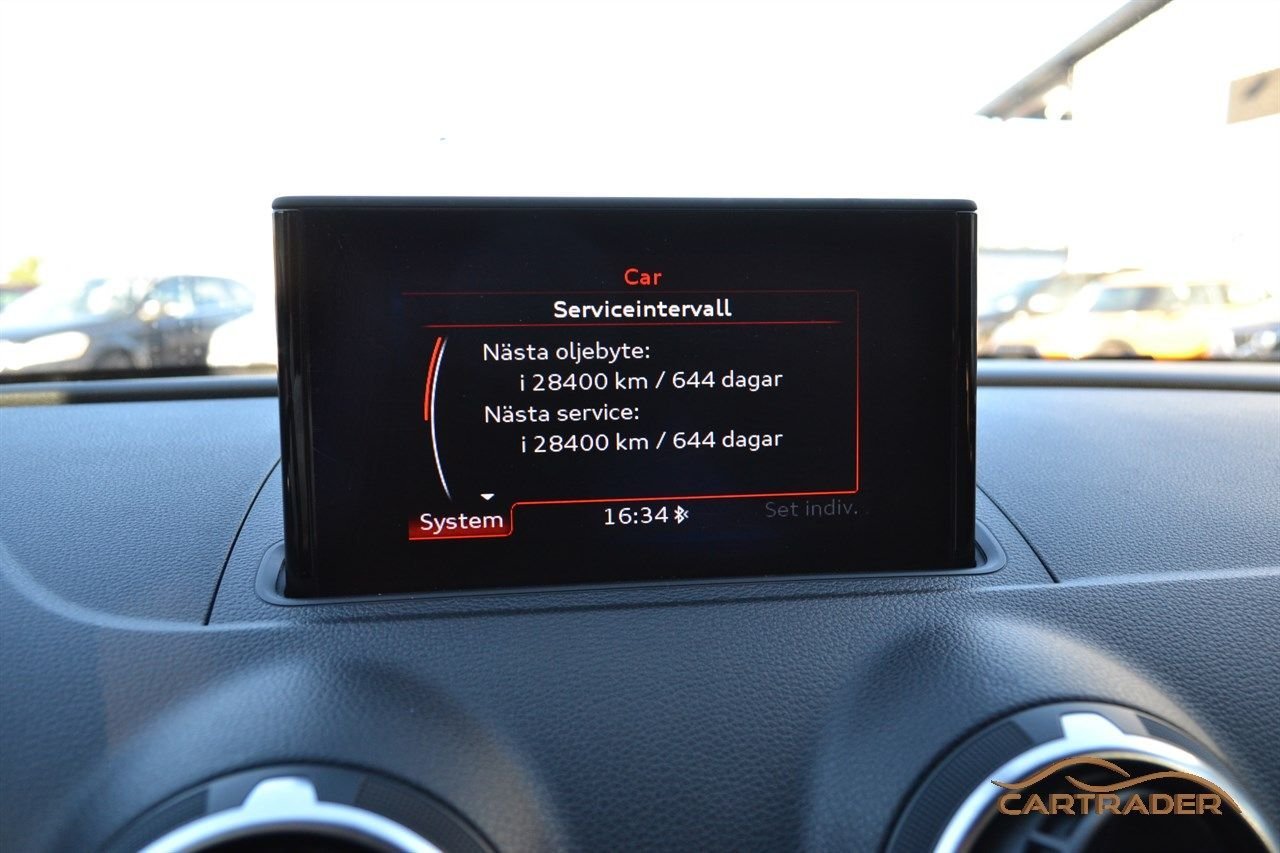 Car
Serviceintervall
Nästa oljebyte:
i 28400 km / 644 dagar
Nästa service:
i 28400 km / 644 dagar
System
16:34
Set indiv.
CARTRADER